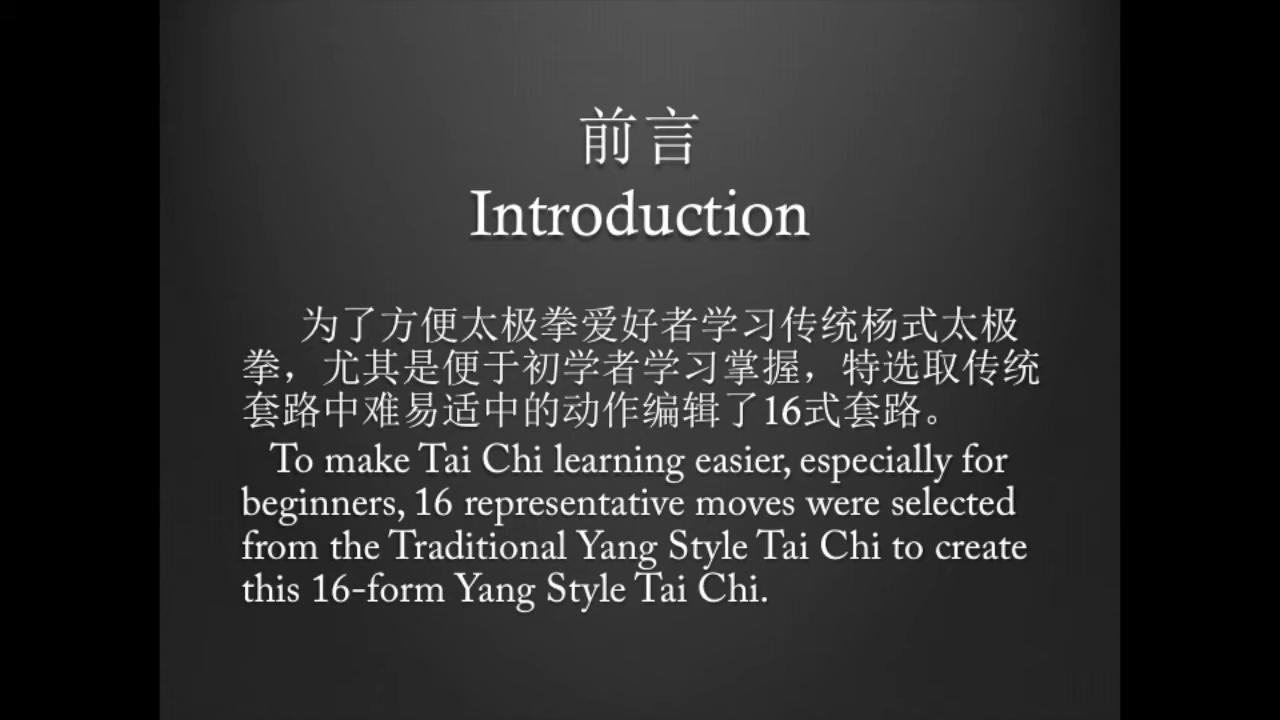 前言
Introduction
为了方便太极拳爱好者学习传统杨式太极
拳，尤其是便于初学者学习掌握，特选取传统
套路中难易适中的动作编辑了16式套路。
To make Tai Chi learning easier, especially for
beginners, 16 representative moves were selected
from the Traditional Yang Style Tai Chi to create
this 16-form Yang Style Tai Chi.